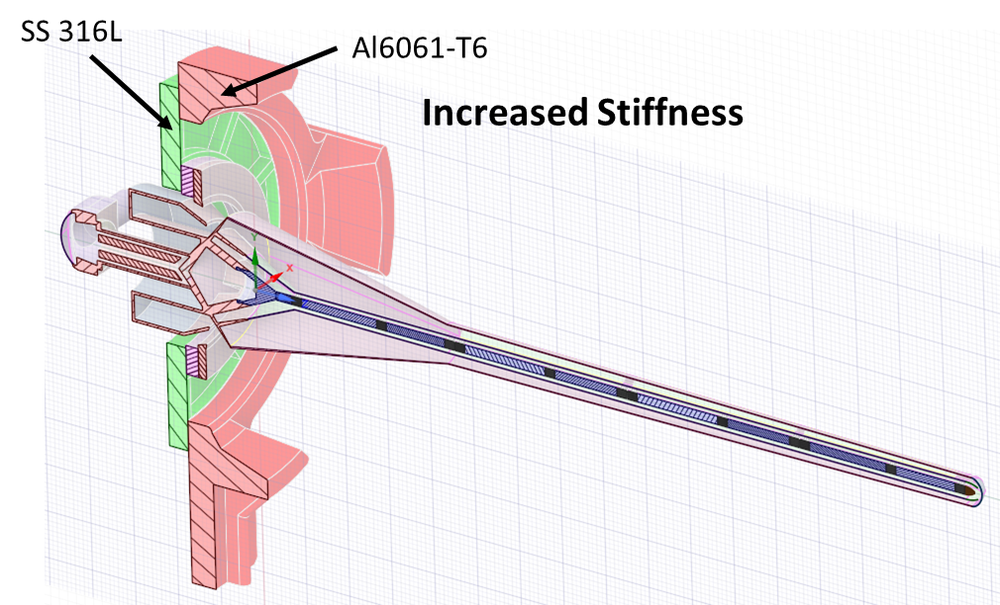 SS 316L
Al6061-T6
Increased Stiffness
Y
X